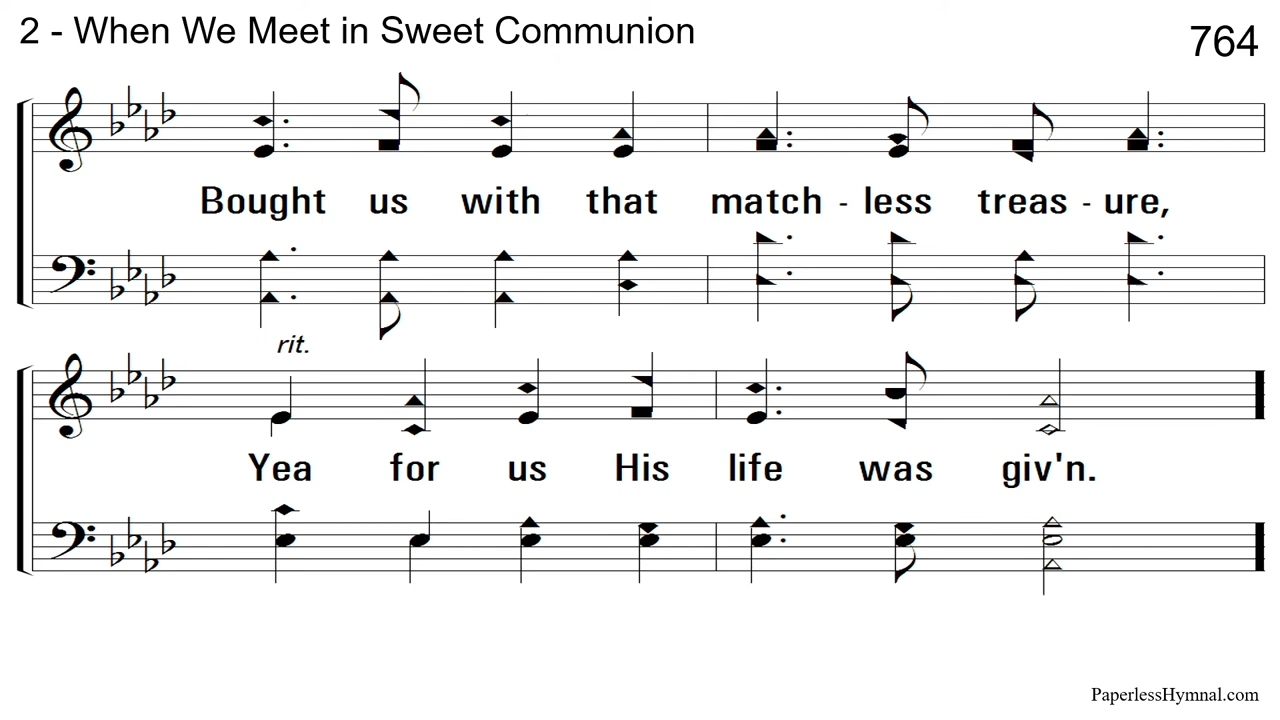 2 - When We Meet in Sweet Communion
764
Bought us with that match - less treas - ure,
rit.
Yea for us His life was giv'n.
PaperlessHymnal.com